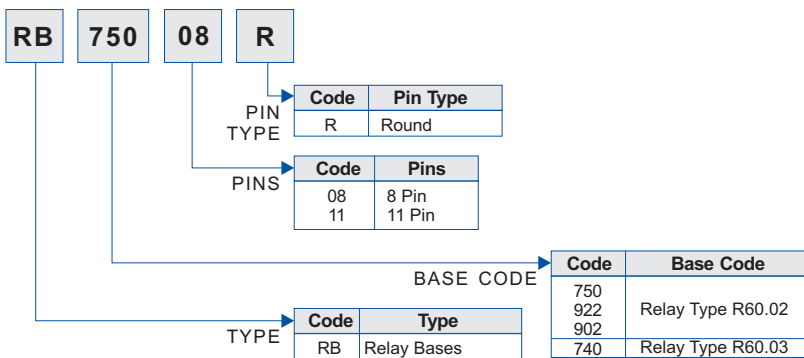 RB 750 08 R
Code Pin Type
R Round
PIN
TYPE
Code Pins
08 8 Pin
11 11 Pin
PINS
Code Base Code
750
922 Relay Type R60.02
902
740 Relay Type R60.03
BASE CODE
Code Type
RB Relay Bases
TYPE